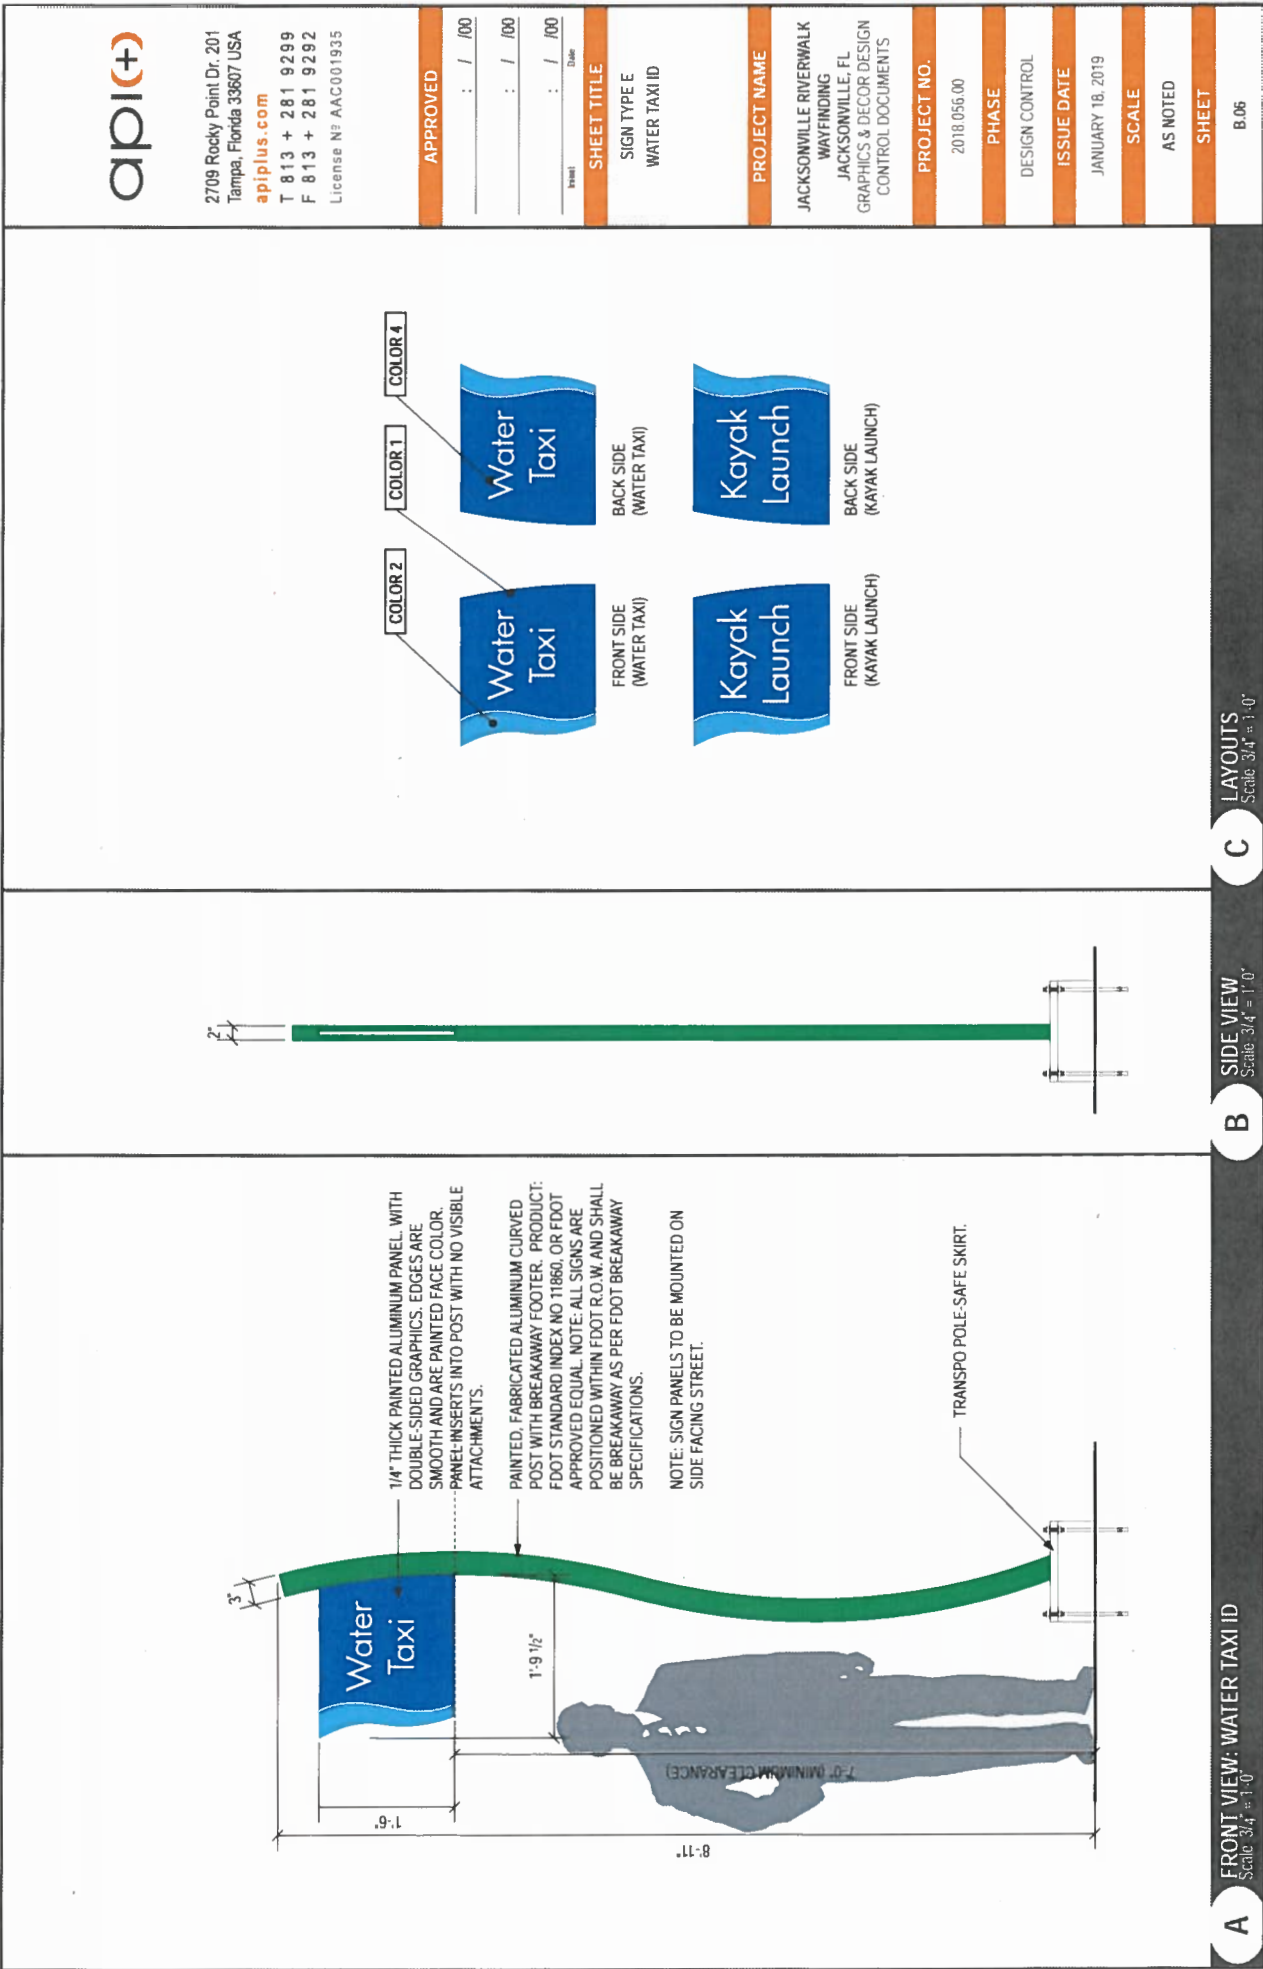 3"
Water
Taxi
1'-6"
8'-11"
1'-9 1/2"
7'-0" (MINIMUM CLEARANCE)
1/4" THICK PAINTED ALUMINUM PANEL. WITH
DOUBLE-SIDED GRAPHICS. EDGES ARE
SMOOTH AND ARE PAINTED FACE COLOR.
PANEL INSERTS INTO POST WITH NO VISIBLE
ATTACHMENTS.
PAINTED, FABRICATED ALUMINUM CURVED
POST WITH BREAKAWAY FOOTER. PRODUCT:
FDOT STANDARD INDEX NO 11860, OR FDOT
APPROVED EQUAL. NOTE: ALL SIGNS ARE
POSITIONED WITHIN FDOT R.O.W. AND SHALL
BE BREAKAWAY AS PER FDOT BREAKAWAY
SPECIFICATIONS.
NOTE: SIGN PANELS TO BE MOUNTED ON
SIDE FACING STREET.
TRANSPO POLE-SAFE SKIRT.
A FRONT VIEW: WATER TAXI ID
Scale 3/4" = 1'-0"
2"
B SIDE VIEW
Scale: 3/4" = 1'-0"
COLOR 2
COLOR 1
COLOR 4
Water
Taxi
FRONT SIDE
(WATER TAXI)
Water
Taxi
BACK SIDE
(WATER TAXI)
Kayak
Launch
FRONT SIDE
(KAYAK LAUNCH)
Kayak
Launch
BACK SIDE
(KAYAK LAUNCH)
C LAYOUTS
Scale 3/4" = 1'-0"
api(+)
2709 Rocky Point Dr. 201
Tampa, Florida 33607 USA
apiplus.com
T 813 + 281 9299
F 813 + 281 9292
License Nº AAC001935
APPROVED
: / /00
: / /00
: / /00
Initial Date
SHEET TITLE
SIGN TYPE E
WATER TAXI ID
PROJECT NAME
JACKSONVILLE RIVERWALK
WAYFINDING
JACKSONVILLE, FL
GRAPHICS & DECOR DESIGN
CONTROL DOCUMENTS
PROJECT NO.
2018.056.00
PHASE
DESIGN CONTROL
ISSUE DATE
JANUARY 18, 2019
SCALE
AS NOTED
SHEET
B.06